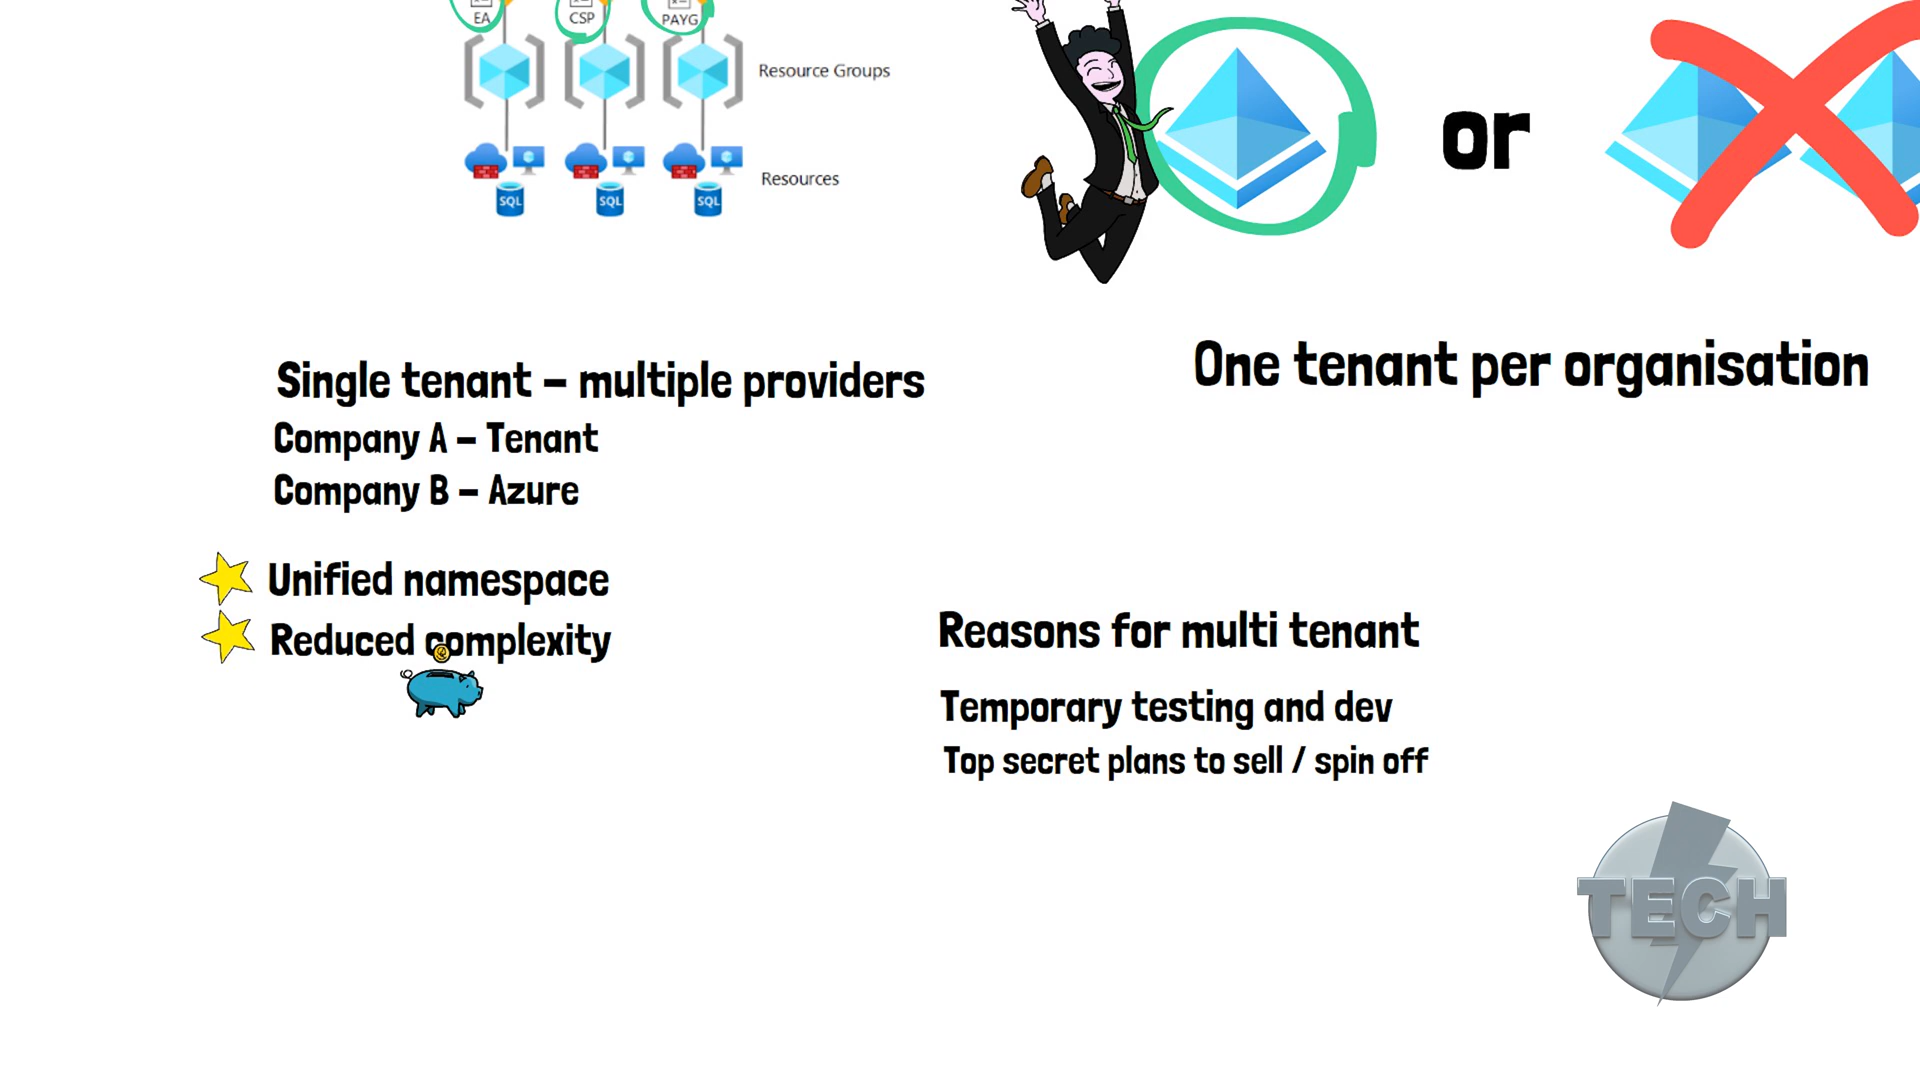 EA
CSP
PAYG
Resource Groups
Resources
SQL
SQL
SQL
or
Single tenant – multiple providers
Company A – Tenant
Company B – Azure
Unified namespace
Reduced complexity
One tenant per organisation
Reasons for multi tenant
Temporary testing and dev
Top secret plans to sell / spin off
TECH